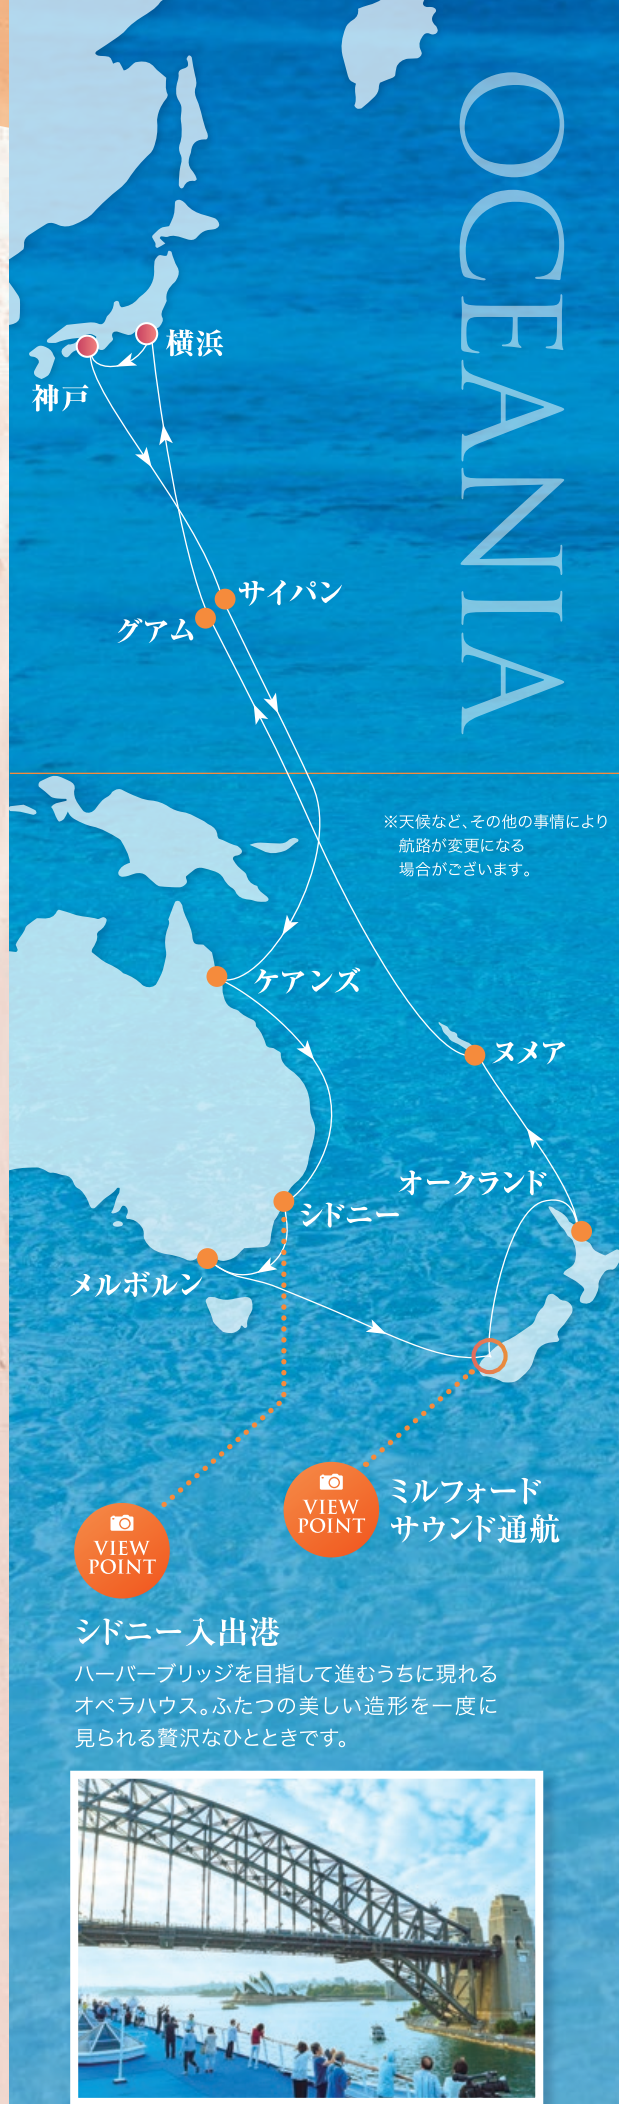 OCEANIA
横浜
神戸
サイパン
グアム
※天候など、その他の事情により
航路が変更になる
場合がございます。
ケアンズ
ヌメア
オークランド
シドニー
メルボルン
VIEW
POINT
ミルフォード
サウンド通航
VIEW
POINT
シドニー入出港
ハーバーブリッジを目指して進むうちに現れる
オペラハウス。ふたつの美しい造形を一度に
見られる贅沢なひとときです。